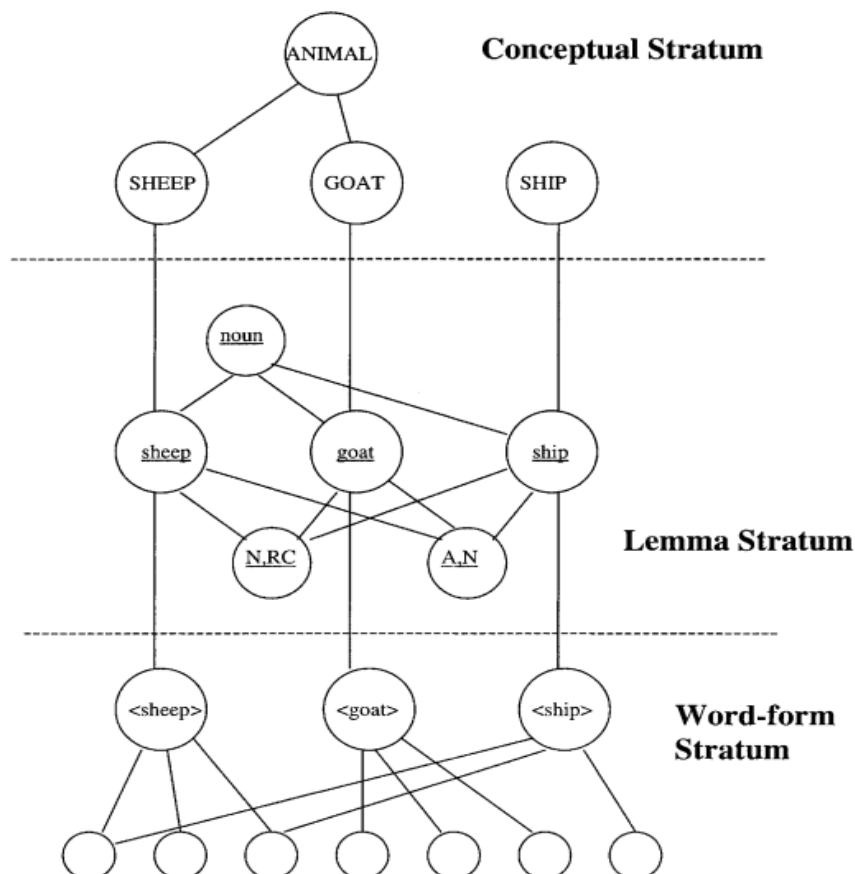 ANIMAL
Conceptual Stratum
SHEEP
GOAT
SHIP
noun
sheep
goat
ship
N,RC
A,N
Lemma Stratum
<sheep>
<goat>
<ship>
Word-form
Stratum